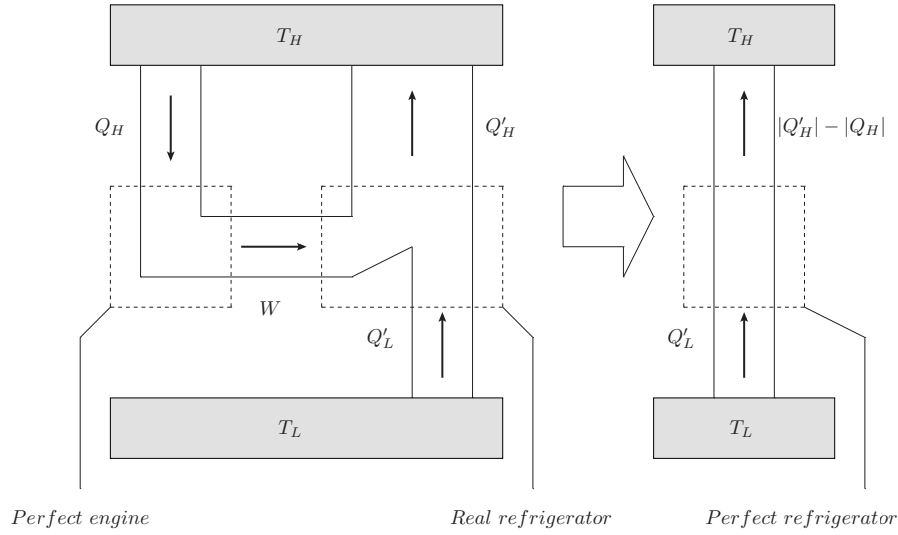 T_H T_H
Q_H Q'_H |Q'_H| − |Q_H|
W
Q'_L Q'_L
T_L T_L
Perfect engine Real refrigerator Perfect refrigerator